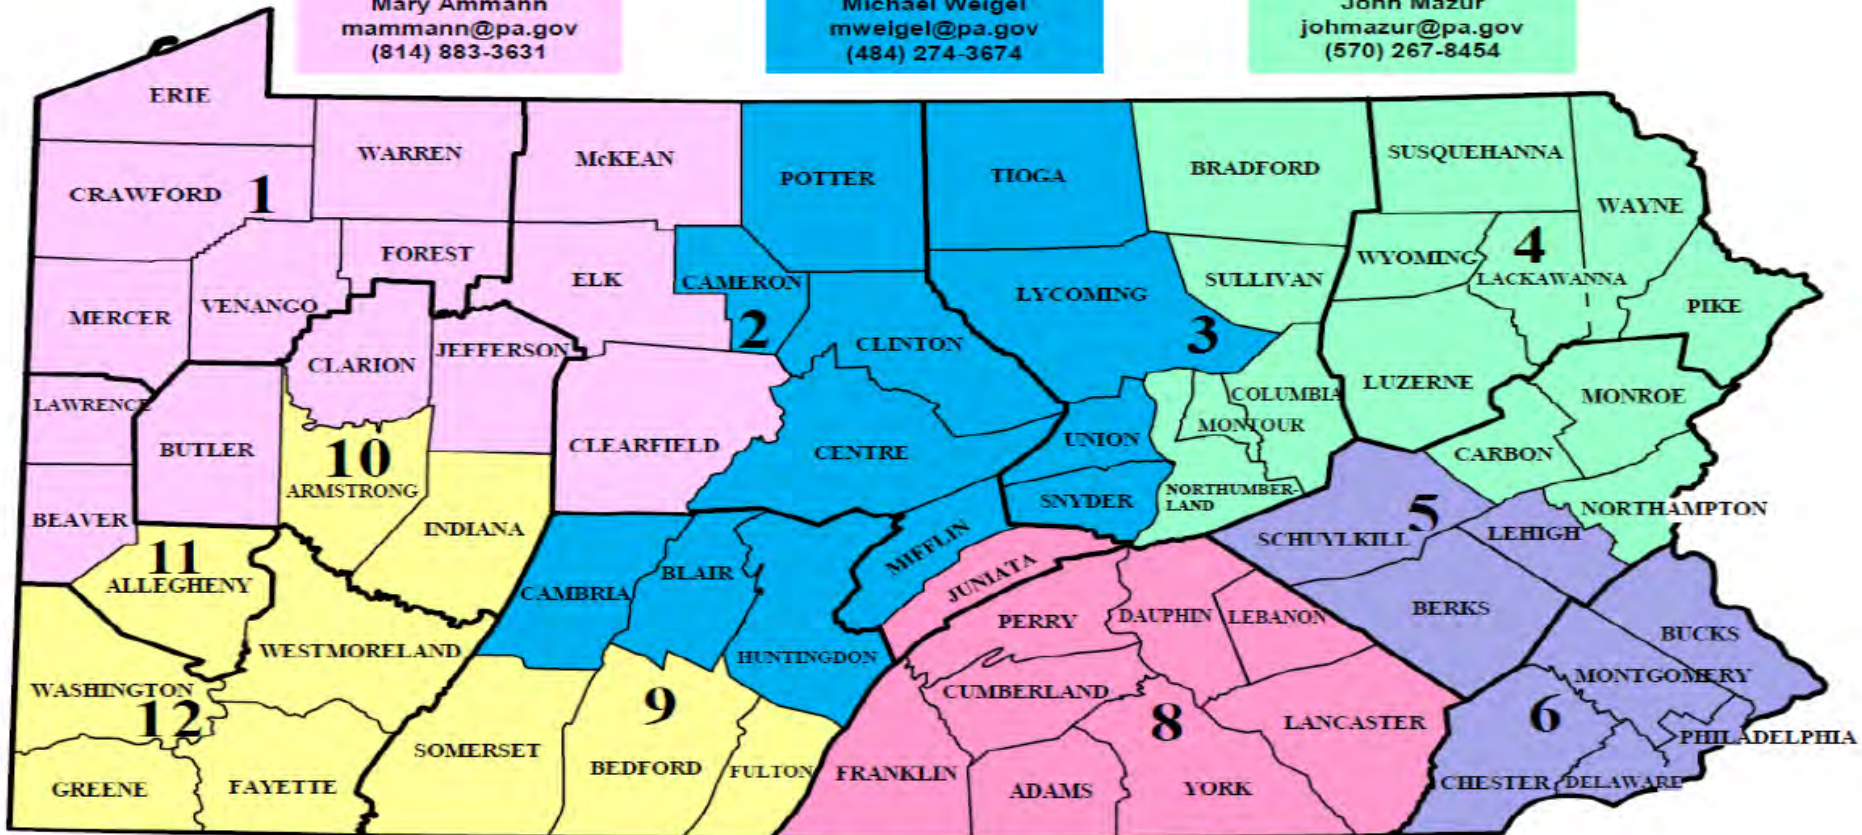 Mary Ammann
mammann@pa.gov
(814) 883-3631
Michael Weigel
mweigel@pa.gov
(484) 274-3674
John Mazur
johmazur@pa.gov
(570) 267-8454
ERIE
WARREN
McKEAN
POTTER
TIOGA
BRADFORD
SUSQUEHANNA
WAYNE
CRAWFORD
1
FOREST
ELK
CAMERON
2
LYCOMING
3
SULLIVAN
WYOMING
4
LACKAWANNA
PIKE
MERCER
VENANGO
CLARION
JEFFERSON
CLINTON
COLUMBIA
LUZERNE
MONROE
LAWRENCE
BUTLER
10
ARMSTRONG
CLEARFIELD
CENTRE
UNION
MONTOUR
CARBON
BEAVER
INDIANA
SNYDER
NORTHUMBER-
LAND
5
SCHUYLKILL
LEHIGH
NORTHAMPTON
11
ALLEGHENY
CAMBRIA
BLAIR
MIFFLIN
JUNIATA
PERRY
DAUPHIN
LEBANON
BERKS
BUCKS
WESTMORELAND
HUNTINGDON
MONTGOMERY
WASHINGTON
12
9
CUMBERLAND
8
LANCASTER
6
PHILADELPHIA
GREENE
FAYETTE
SOMERSET
BEDFORD
FULTON
FRANKLIN
ADAMS
YORK
CHESTER
DELAWARE